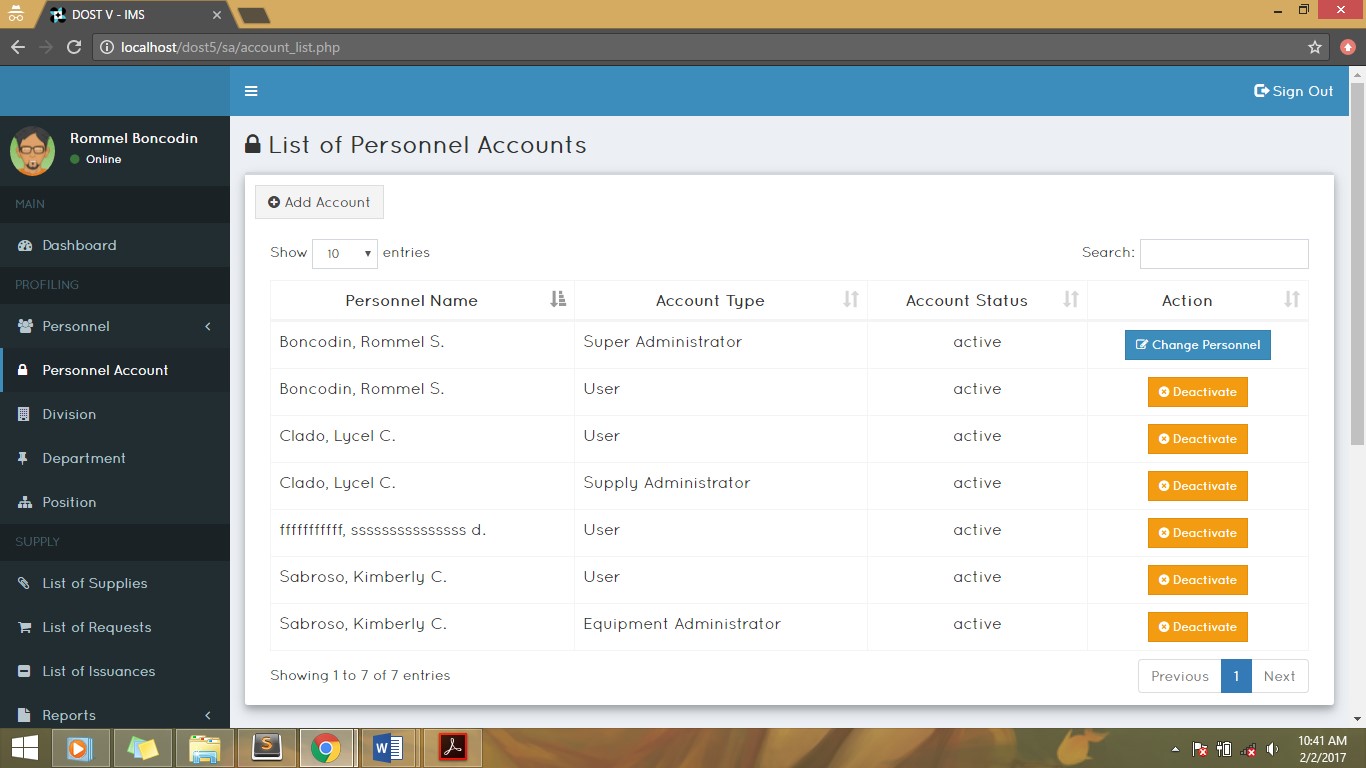 DOST V - IMS
localhost/dost5/sa/account_list.php
Sign Out
Rommel Boncodin
Online
MAIN
Dashboard
PROFILING
Personnel
Personnel Account
Division
Department
Position
SUPPLY
List of Supplies
List of Requests
List of Issuances
Reports
List of Personnel Accounts
Add Account
Show 10 entries
Search:
Personnel Name Account Type Account Status Action
Boncodin, Rommel S. Super Administrator active Change Personnel
Boncodin, Rommel S. User active Deactivate
Clado, Lycel C. User active Deactivate
Clado, Lycel C. Supply Administrator active Deactivate
fffffffffff, sssssssssssssss d. User active Deactivate
Sabroso, Kimberly C. User active Deactivate
Sabroso, Kimberly C. Equipment Administrator active Deactivate
Showing 1 to 7 of 7 entries
Previous 1 Next
10:41 AM
2/2/2017